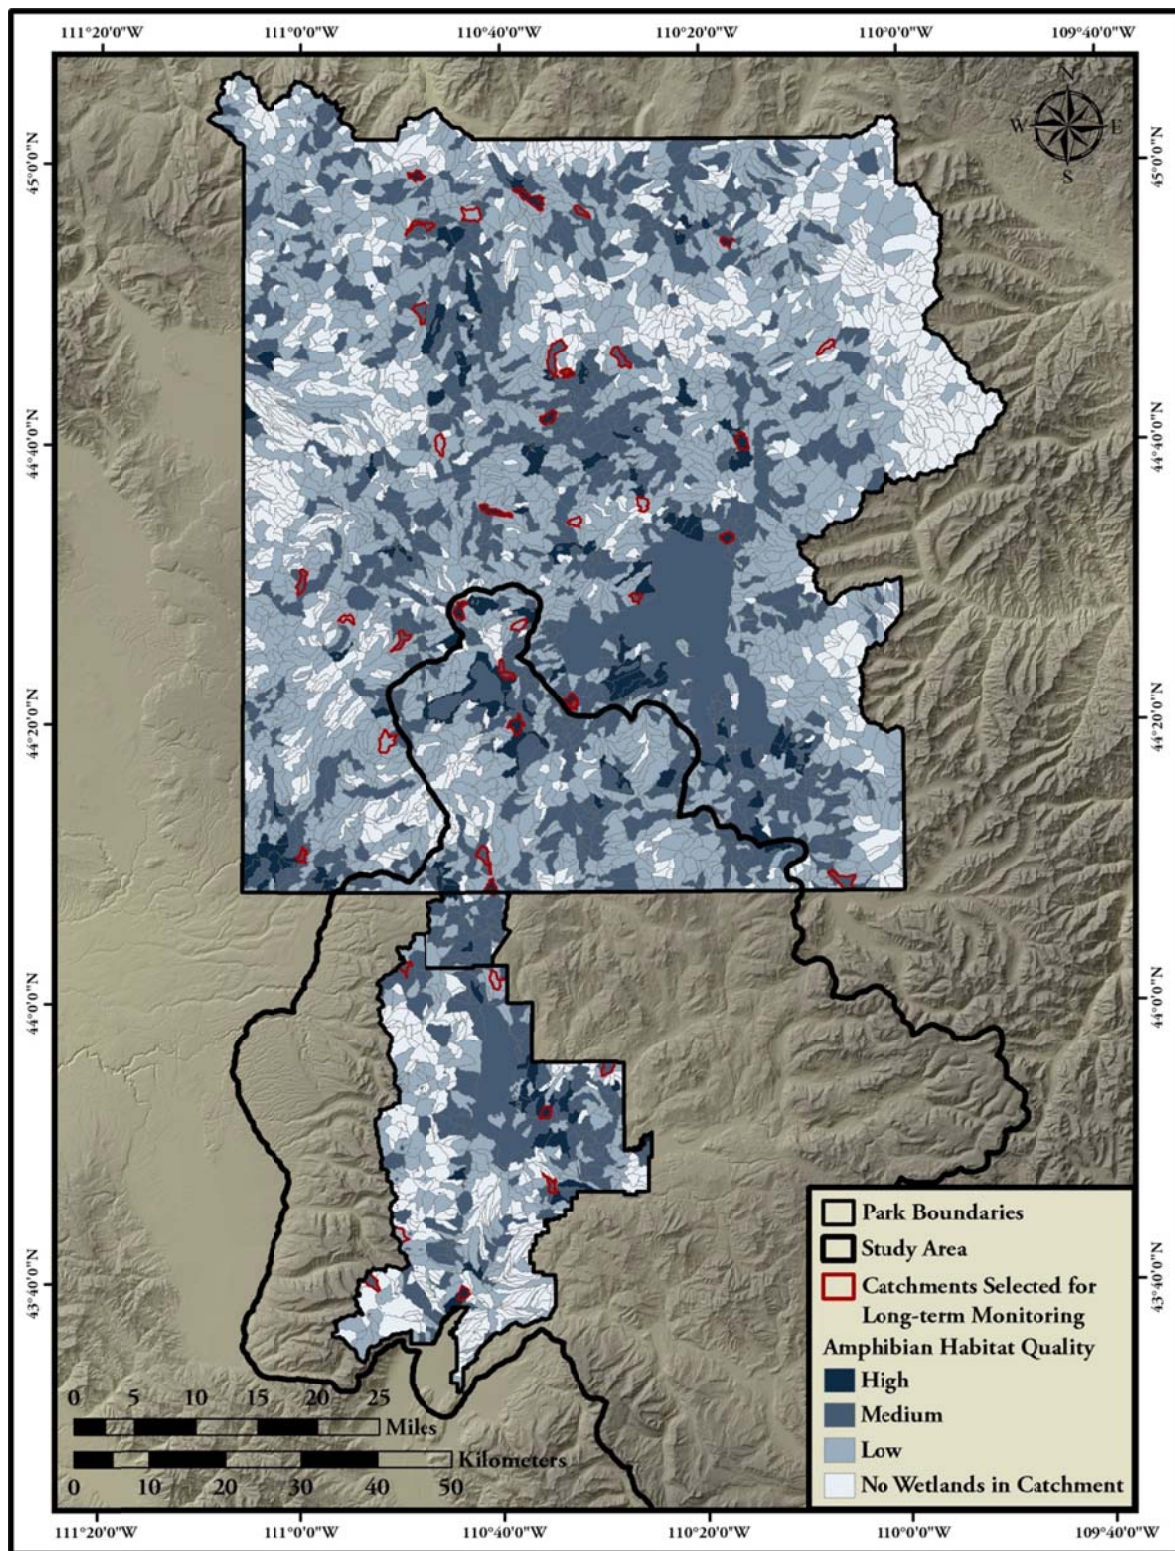 111°20'0"W 111°0'0"W 110°40'0"W 110°20'0"W 110°0'0"W 109°40'0"W
N
W E
S
45°0'0"N 45°0'0"N
44°40'0"N 44°40'0"N
44°20'0"N 44°20'0"N
44°0'0"N 44°0'0"N
43°40'0"N 43°40'0"N
Park Boundaries
Study Area
Catchments Selected for
Long-term Monitoring
Amphibian Habitat Quality
High
Medium
Low
No Wetlands in Catchment
0 5 10 15 20 25
Miles
Kilometers
0 10 20 30 40 50
111°20'0"W 111°0'0"W 110°40'0"W 110°20'0"W 110°0'0"W 109°40'0"W